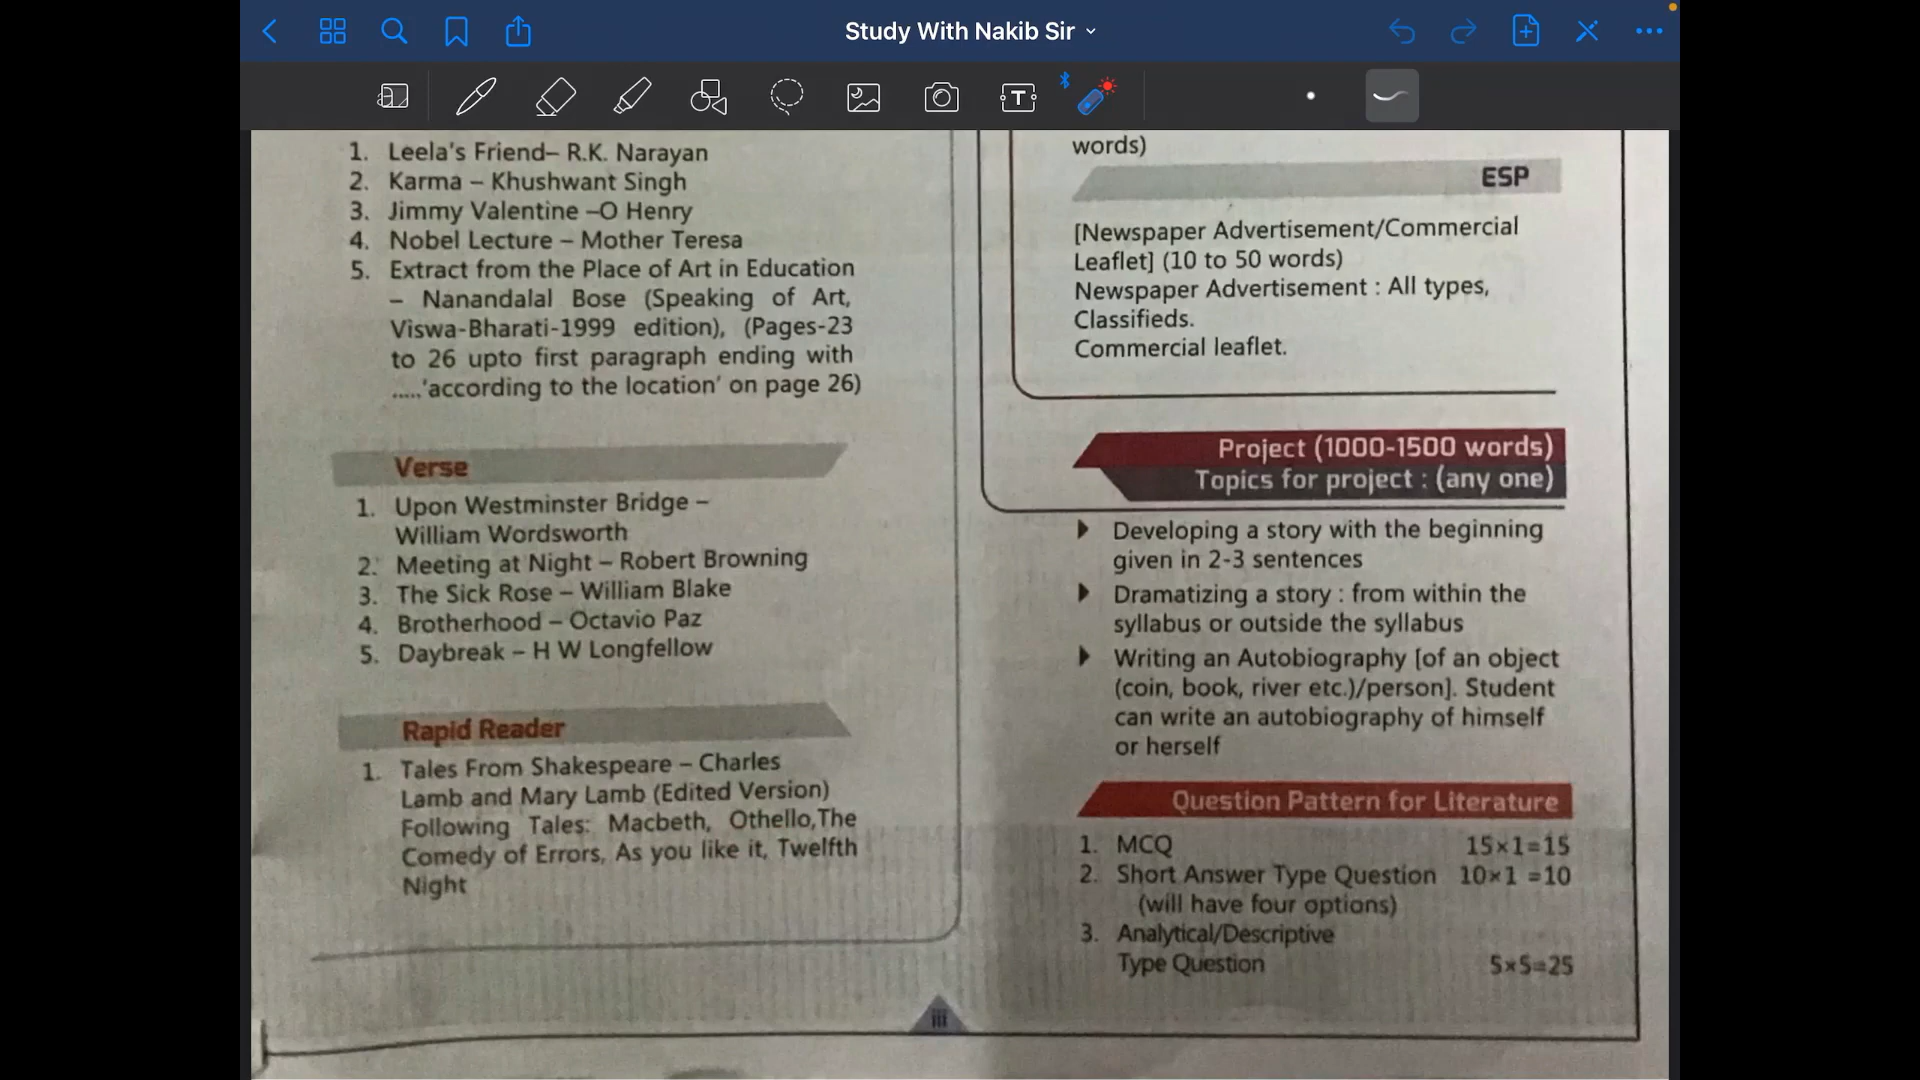 Study With Nakib Sir
T
1. Leela's Friend– R.K. Narayan
2. Karma – Khushwant Singh
3. Jimmy Valentine –O Henry
4. Nobel Lecture – Mother Teresa
5. Extract from the Place of Art in Education
– Nanandalal Bose (Speaking of Art,
Viswa-Bharati-1999 edition), (Pages-23
to 26 upto first paragraph ending with
.....'according to the location' on page 26)
Verse
1. Upon Westminster Bridge –
William Wordsworth
2. Meeting at Night – Robert Browning
3. The Sick Rose – William Blake
4. Brotherhood – Octavio Paz
5. Daybreak – H W Longfellow
Rapid Reader
1. Tales From Shakespeare – Charles
Lamb and Mary Lamb (Edited Version)
Following Tales: Macbeth, Othello,The
Comedy of Errors, As you like it, Twelfth
Night
words)
ESP
[Newspaper Advertisement/Commercial
Leaflet] (10 to 50 words)
Newspaper Advertisement : All types,
Classifieds.
Commercial leaflet.
Project (1000-1500 words)
Topics for project : (any one)
Developing a story with the beginning
given in 2-3 sentences
Dramatizing a story : from within the
syllabus or outside the syllabus
Writing an Autobiography [of an object
(coin, book, river etc.)/person]. Student
can write an autobiography of himself
or herself
Question Pattern for Literature
1. MCQ 15×1=15
2. Short Answer Type Question 10×1 =10
(will have four options)
3. Analytical/Descriptive
Type Question 5×5=25
iii